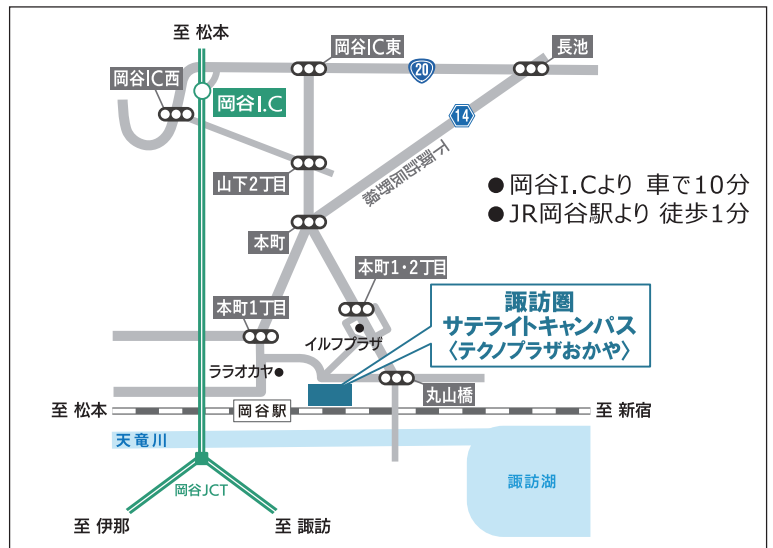 至 松本
岡谷IC東
長池
20
岡谷IC西
岡谷I.C
14
下諏訪辰野線
山下2丁目
●岡谷I.Cより 車で10分
●JR岡谷駅より 徒歩1分
本町
本町1・2丁目
諏訪圏
サテライトキャンパス
〈テクノプラザおかや〉
本町1丁目
イルフプラザ
ララオカヤ
丸山橋
至 松本
岡谷駅
至 新宿
天竜川
諏訪湖
岡谷JCT
至 伊那
至 諏訪